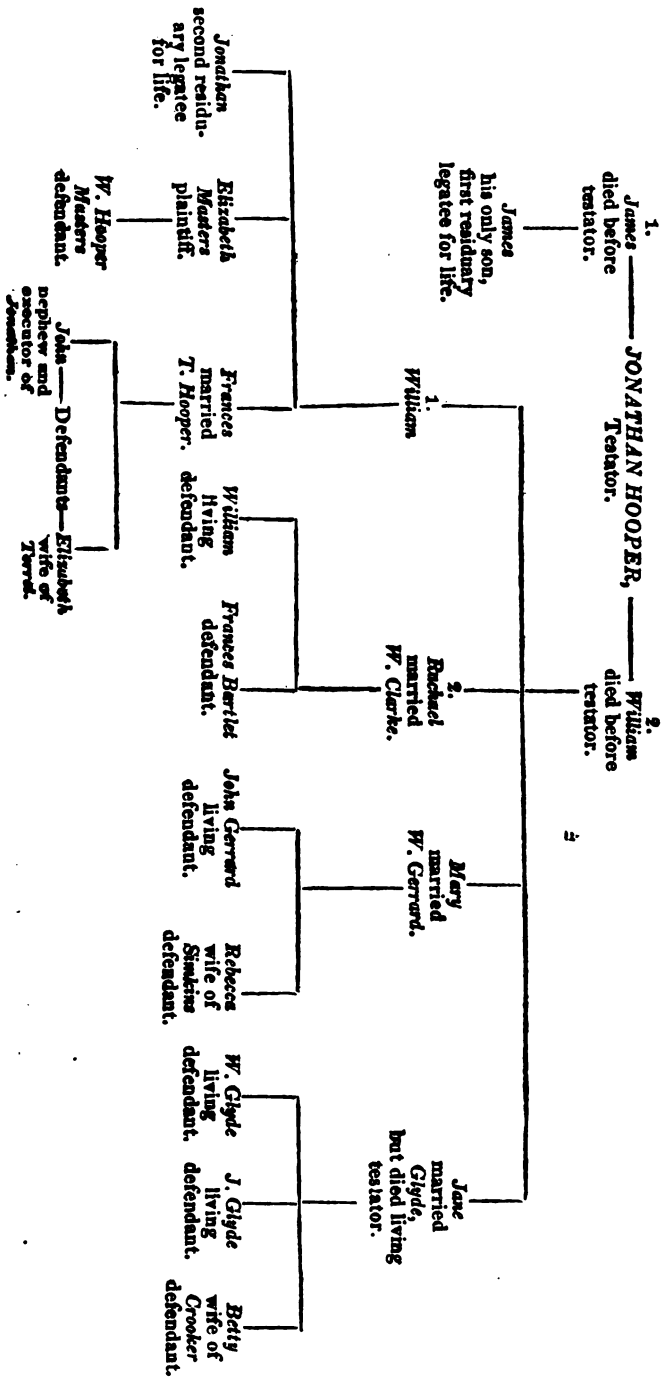 1.
James
died before
testator.
JONATHAN HOOPER,
Testator.
2.
William
died before
testator.
James
his only son,
first residuary
legatee for life.
1.
William
2.
Rachael
married
W. Clarke.
Mary
married
W. Gerrard.
Jane
married
Glyde,
but died living
testator.
Jonathan
second residu-
ary legatee
for life.
Elizabeth
Masters
plaintiff.
Frances
married
T. Hooper.
William
living
defendant.
Frances Bartlet
defendant.
John Gerrard
living
defendant.
Rebecca
wife of
Simkins
defendant.
W. Glyde
living
defendant.
J. Glyde
living
defendant.
Betty
wife of
Crooker
defendant.
W. Hooper
Masters
defendant.
John — Defendants — Elizabeth
nephew and
executor of
Jonathan.
wife of
Torrel.